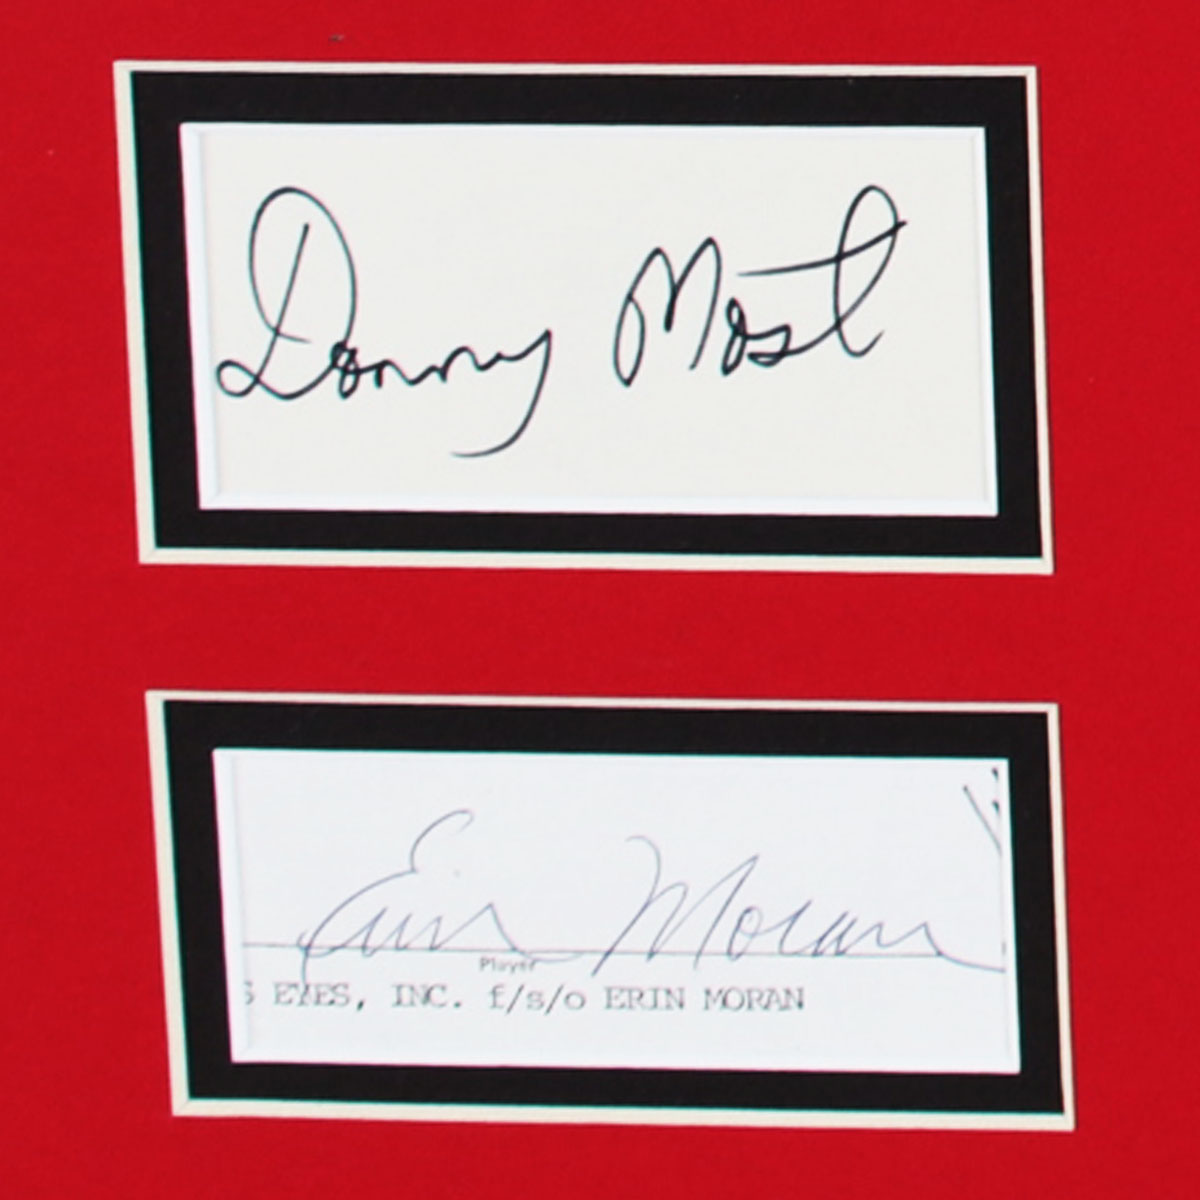 Donny Most
Erin Moran
Player
S EYES, INC. f/s/o ERIN MORAN